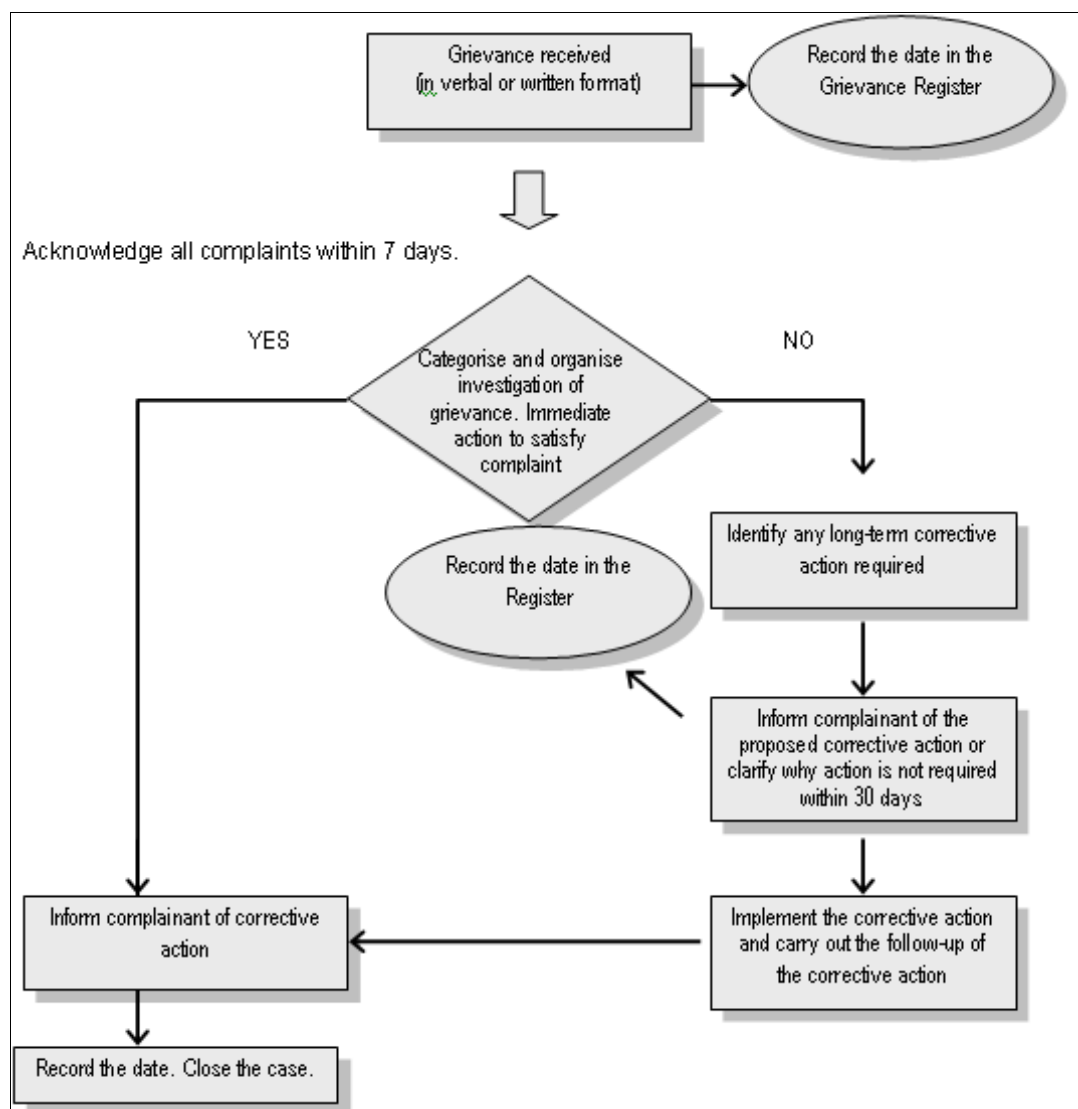 Grievance received
(in verbal or written format)
Record the date in the
Grievance Register
Acknowledge all complaints within 7 days.
YES
NO
Categorise and organise
investigation of
grievance. Immediate
action to satisfy
complaint
Identify any long-term corrective
action required
Record the date in the
Register
Inform complainant of the
proposed corrective action or
clarify why action is not required
within 30 days
Inform complainant of corrective
action
Implement the corrective action
and carry out the follow-up of
the corrective action
Record the date. Close the case.